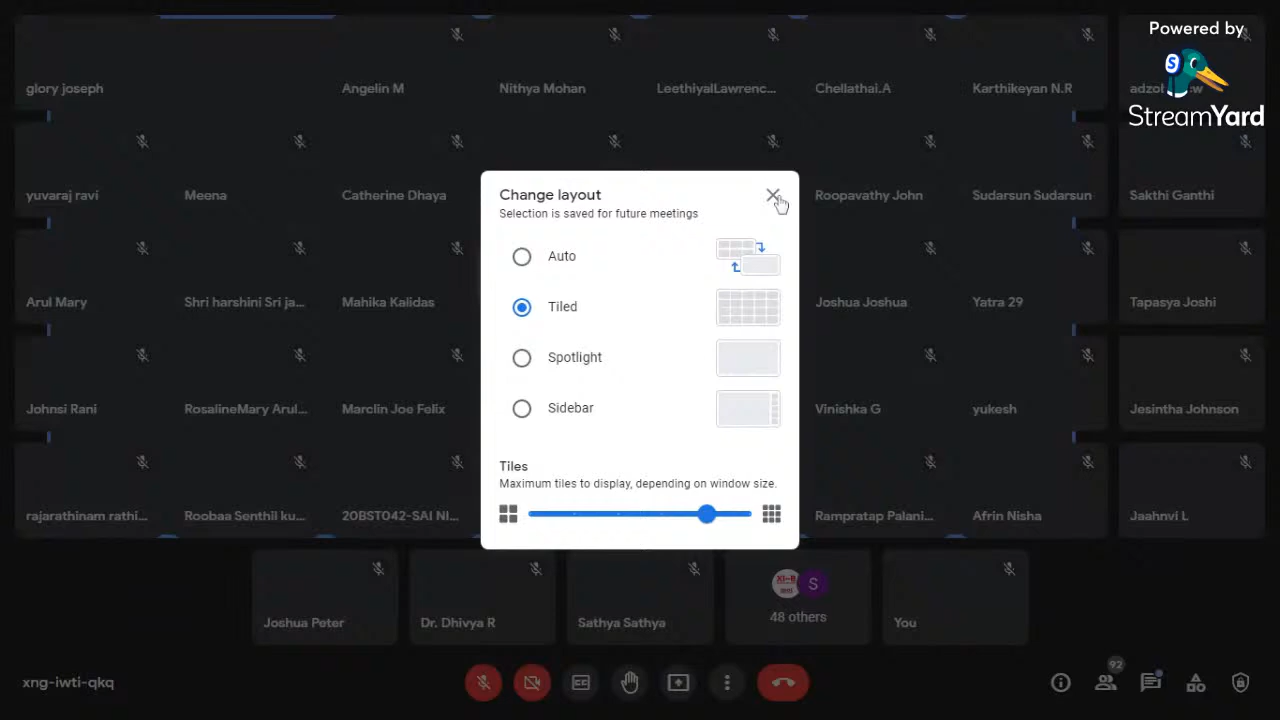 Powered by
StreamYard
glory joseph
Angelin M
Nithya Mohan
LeethiyalLawrenc...
Chellathai.A
Karthikeyan N.R
yuvaraj ravi
Meena
Catherine Dhaya
Roopavathy John
Sudarsun Sudarsun
Sakthi Ganthi
Arul Mary
Shri harshini Sri ja...
Mahika Kalidas
Joshua Joshua
Yatra 29
Tapasya Joshi
Johnsi Rani
RosalineMary Arul...
Marclin Joe Felix
Vinishka G
yukesh
Jesintha Johnson
rajarathinam rathi...
Roobaa Senthil ku...
20BST042-SAI NI...
Rampratap Palani...
Afrin Nisha
Jaahnvi L
Change layout
Selection is saved for future meetings
Auto
Tiled
Spotlight
Sidebar
Tiles
Maximum tiles to display, depending on window size.
Joshua Peter
Dr. Dhivya R
Sathya Sathya
S
48 others
You
xng-iwti-qkq
92